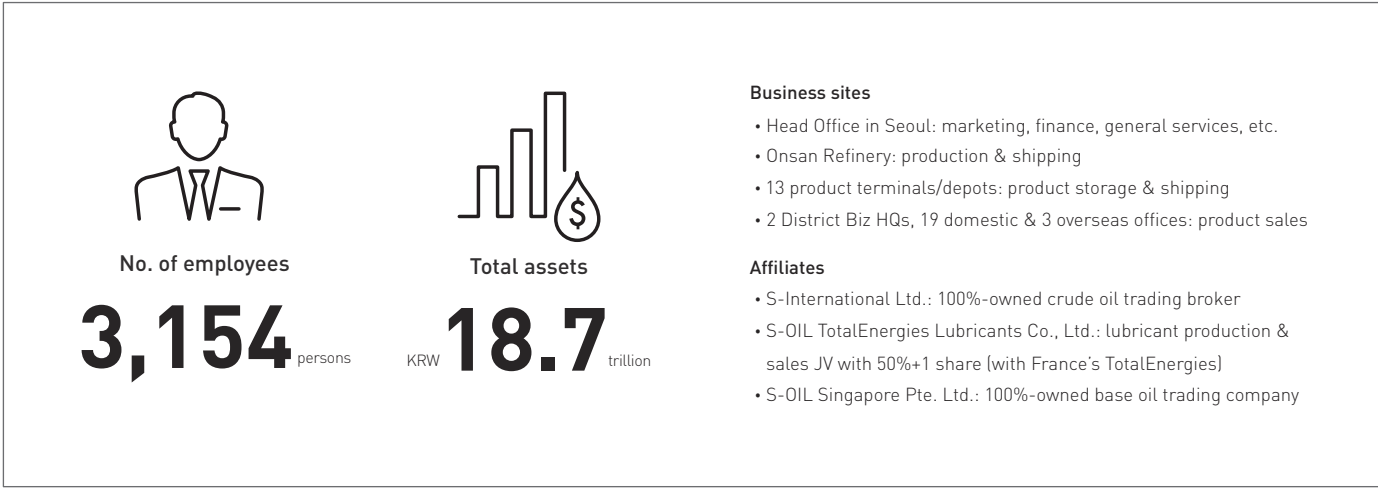 No. of employees
3,154 persons
Total assets
KRW 18.7 trillion
$
Business sites
• Head Office in Seoul: marketing, finance, general services, etc.
• Onsan Refinery: production & shipping
• 13 product terminals/depots: product storage & shipping
• 2 District Biz HQs, 19 domestic & 3 overseas offices: product sales
Affiliates
• S-International Ltd.: 100%-owned crude oil trading broker
• S-OIL TotalEnergies Lubricants Co., Ltd.: lubricant production &
sales JV with 50%+1 share (with France's TotalEnergies)
• S-OIL Singapore Pte. Ltd.: 100%-owned base oil trading company